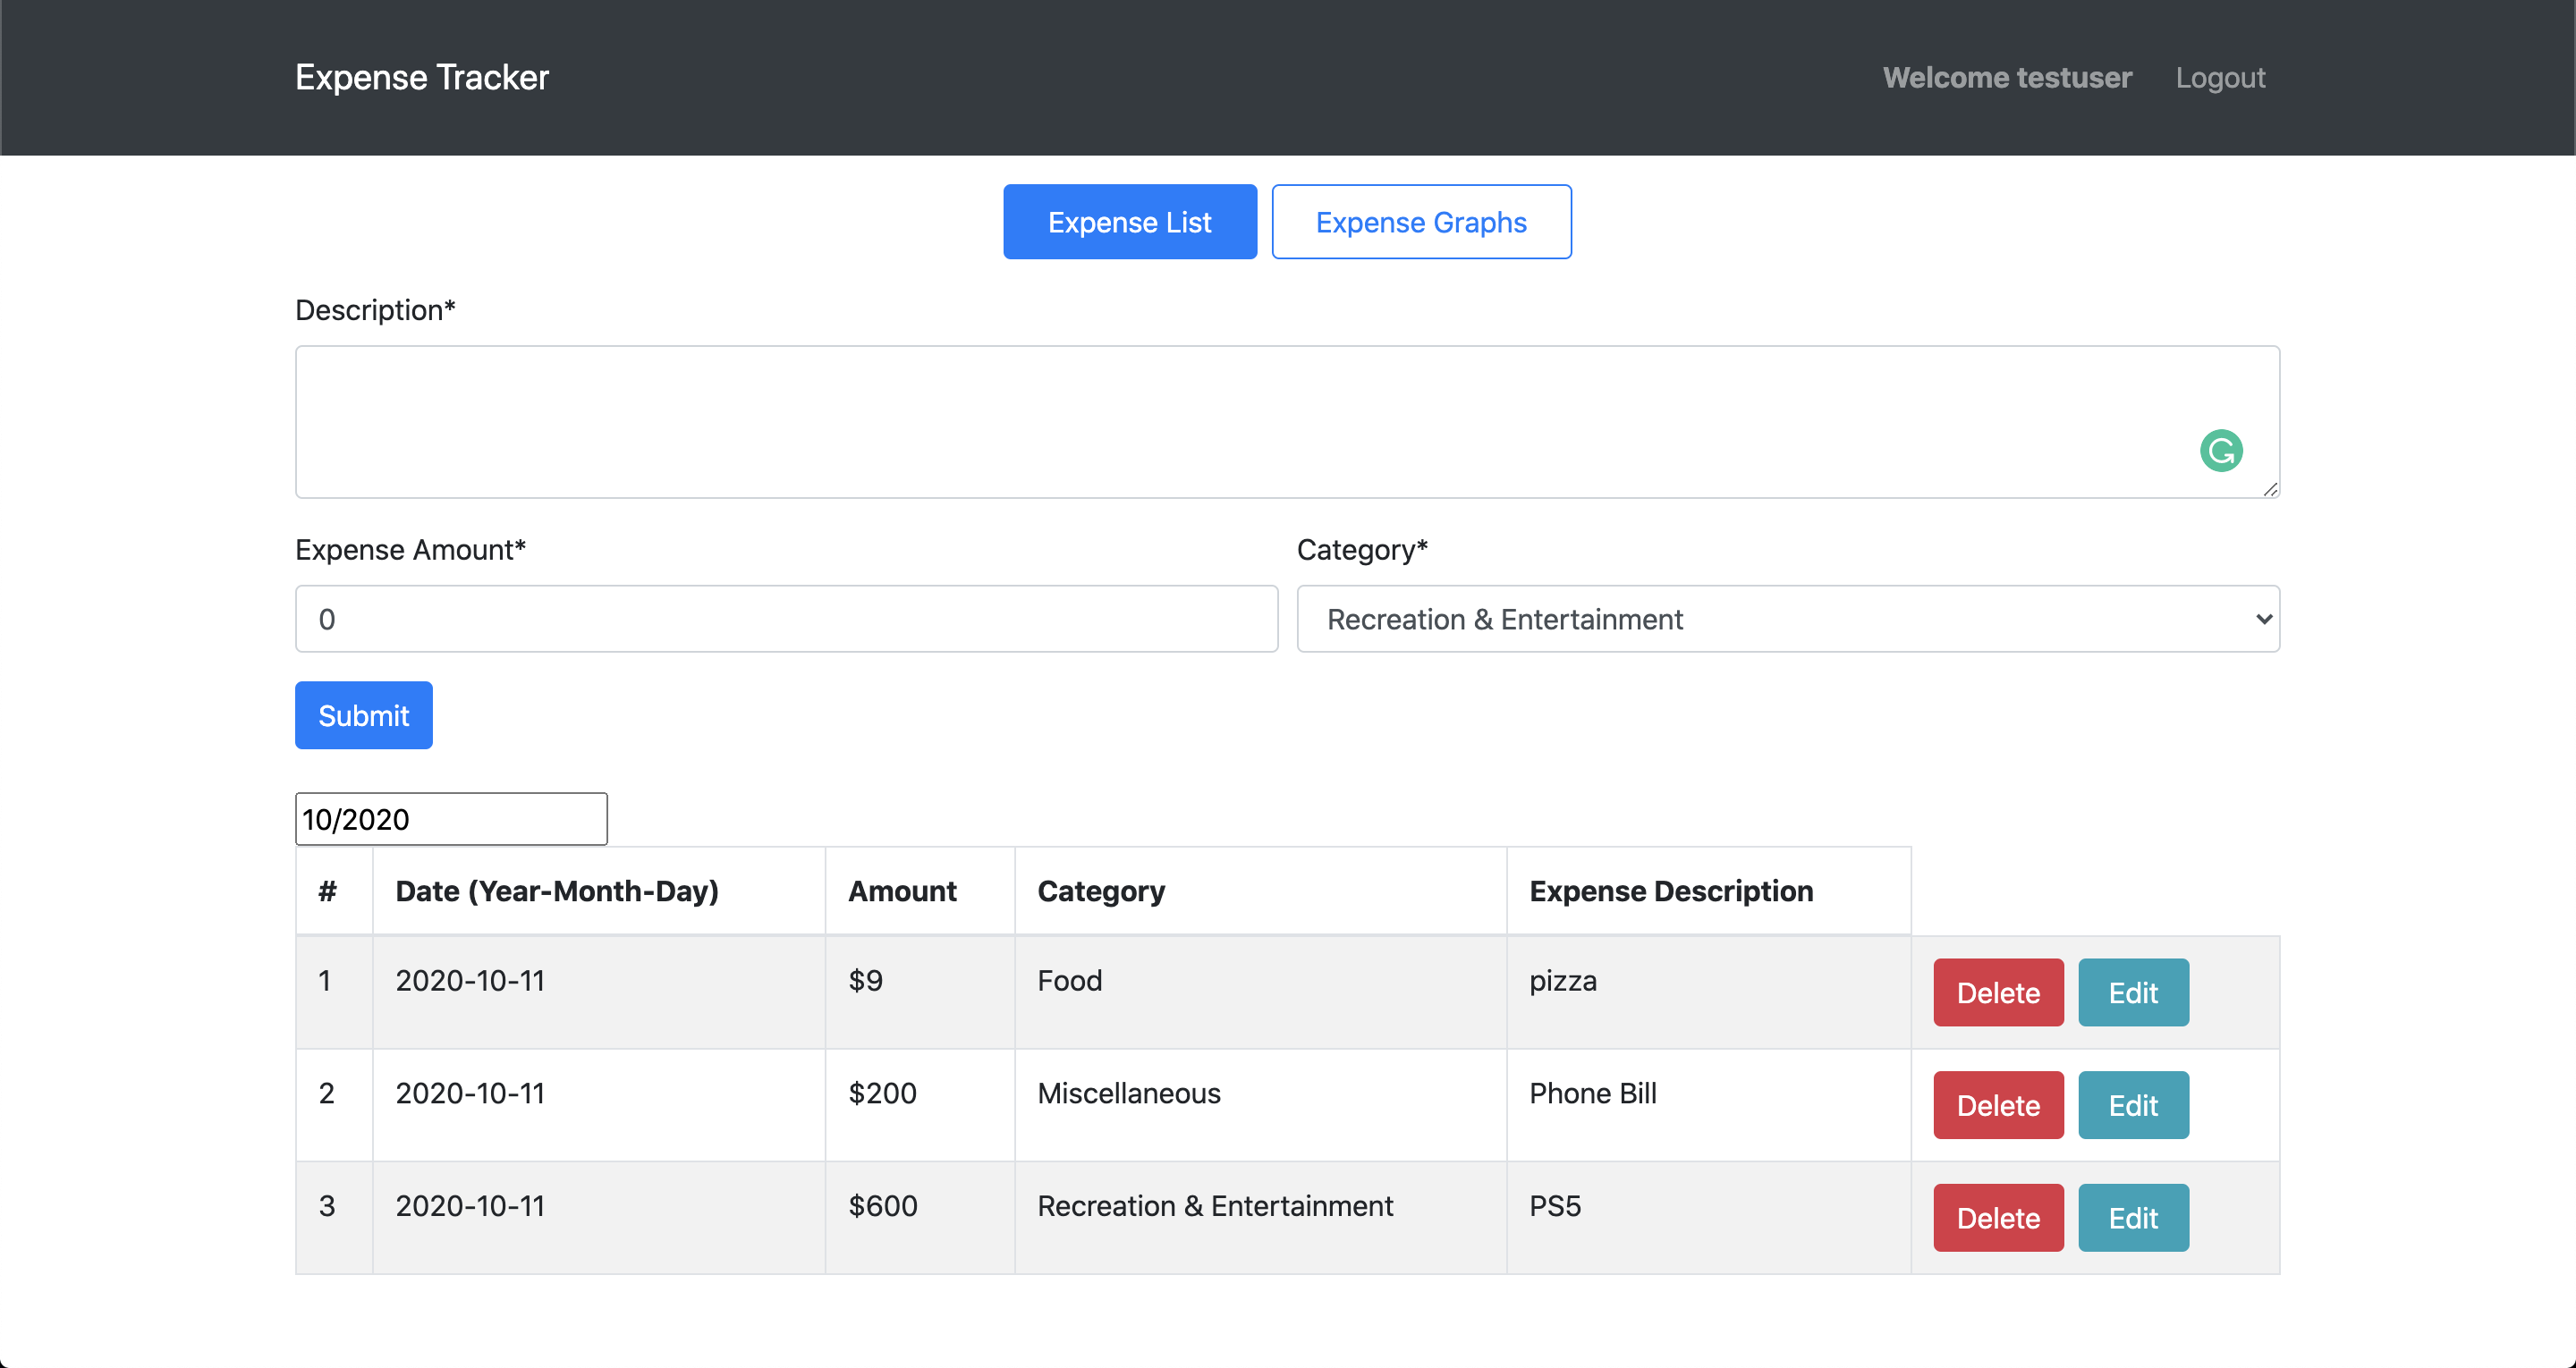 Expense Tracker Welcome testuser Logout
Expense List Expense Graphs
Description*
Expense Amount* Category*
0 Recreation & Entertainment
Submit
10/2020
# Date (Year-Month-Day) Amount Category Expense Description
1 2020-10-11 $9 Food pizza Delete Edit
2 2020-10-11 $200 Miscellaneous Phone Bill Delete Edit
3 2020-10-11 $600 Recreation & Entertainment PS5 Delete Edit